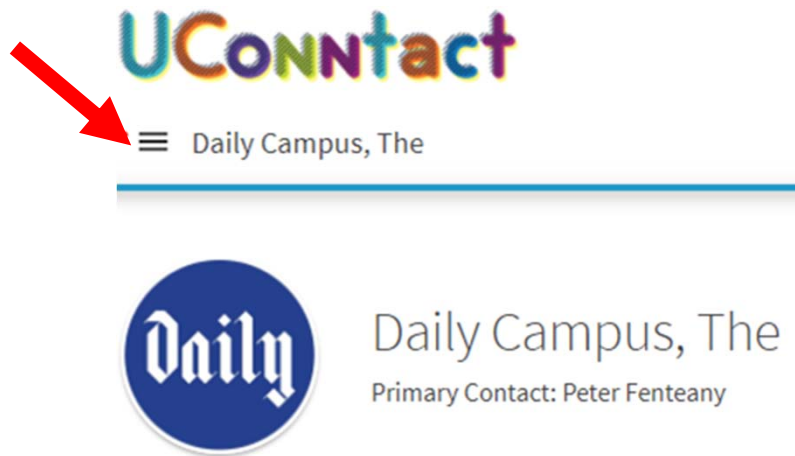 UConntact
Daily Campus, The
Daily
Daily Campus, The
Primary Contact: Peter Fenteany